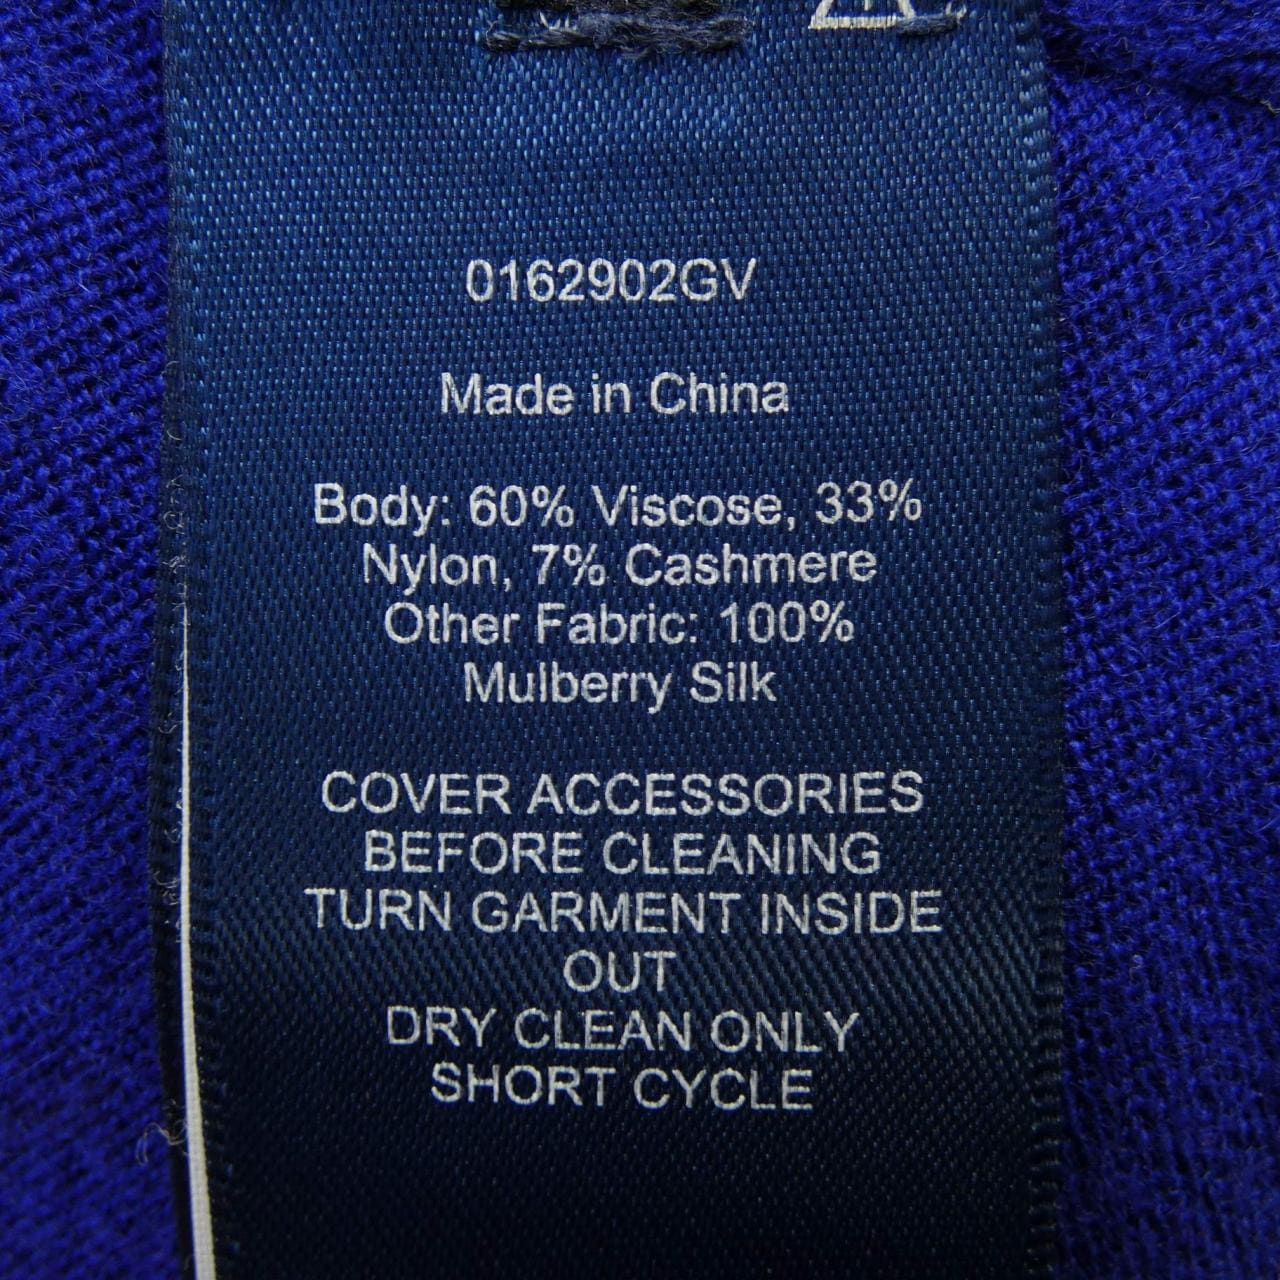 0162902GV
Made in China
Body: 60% Viscose, 33%
Nylon, 7% Cashmere
Other Fabric: 100%
Mulberry Silk
COVER ACCESSORIES
BEFORE CLEANING
TURN GARMENT INSIDE
OUT
DRY CLEAN ONLY
SHORT CYCLE